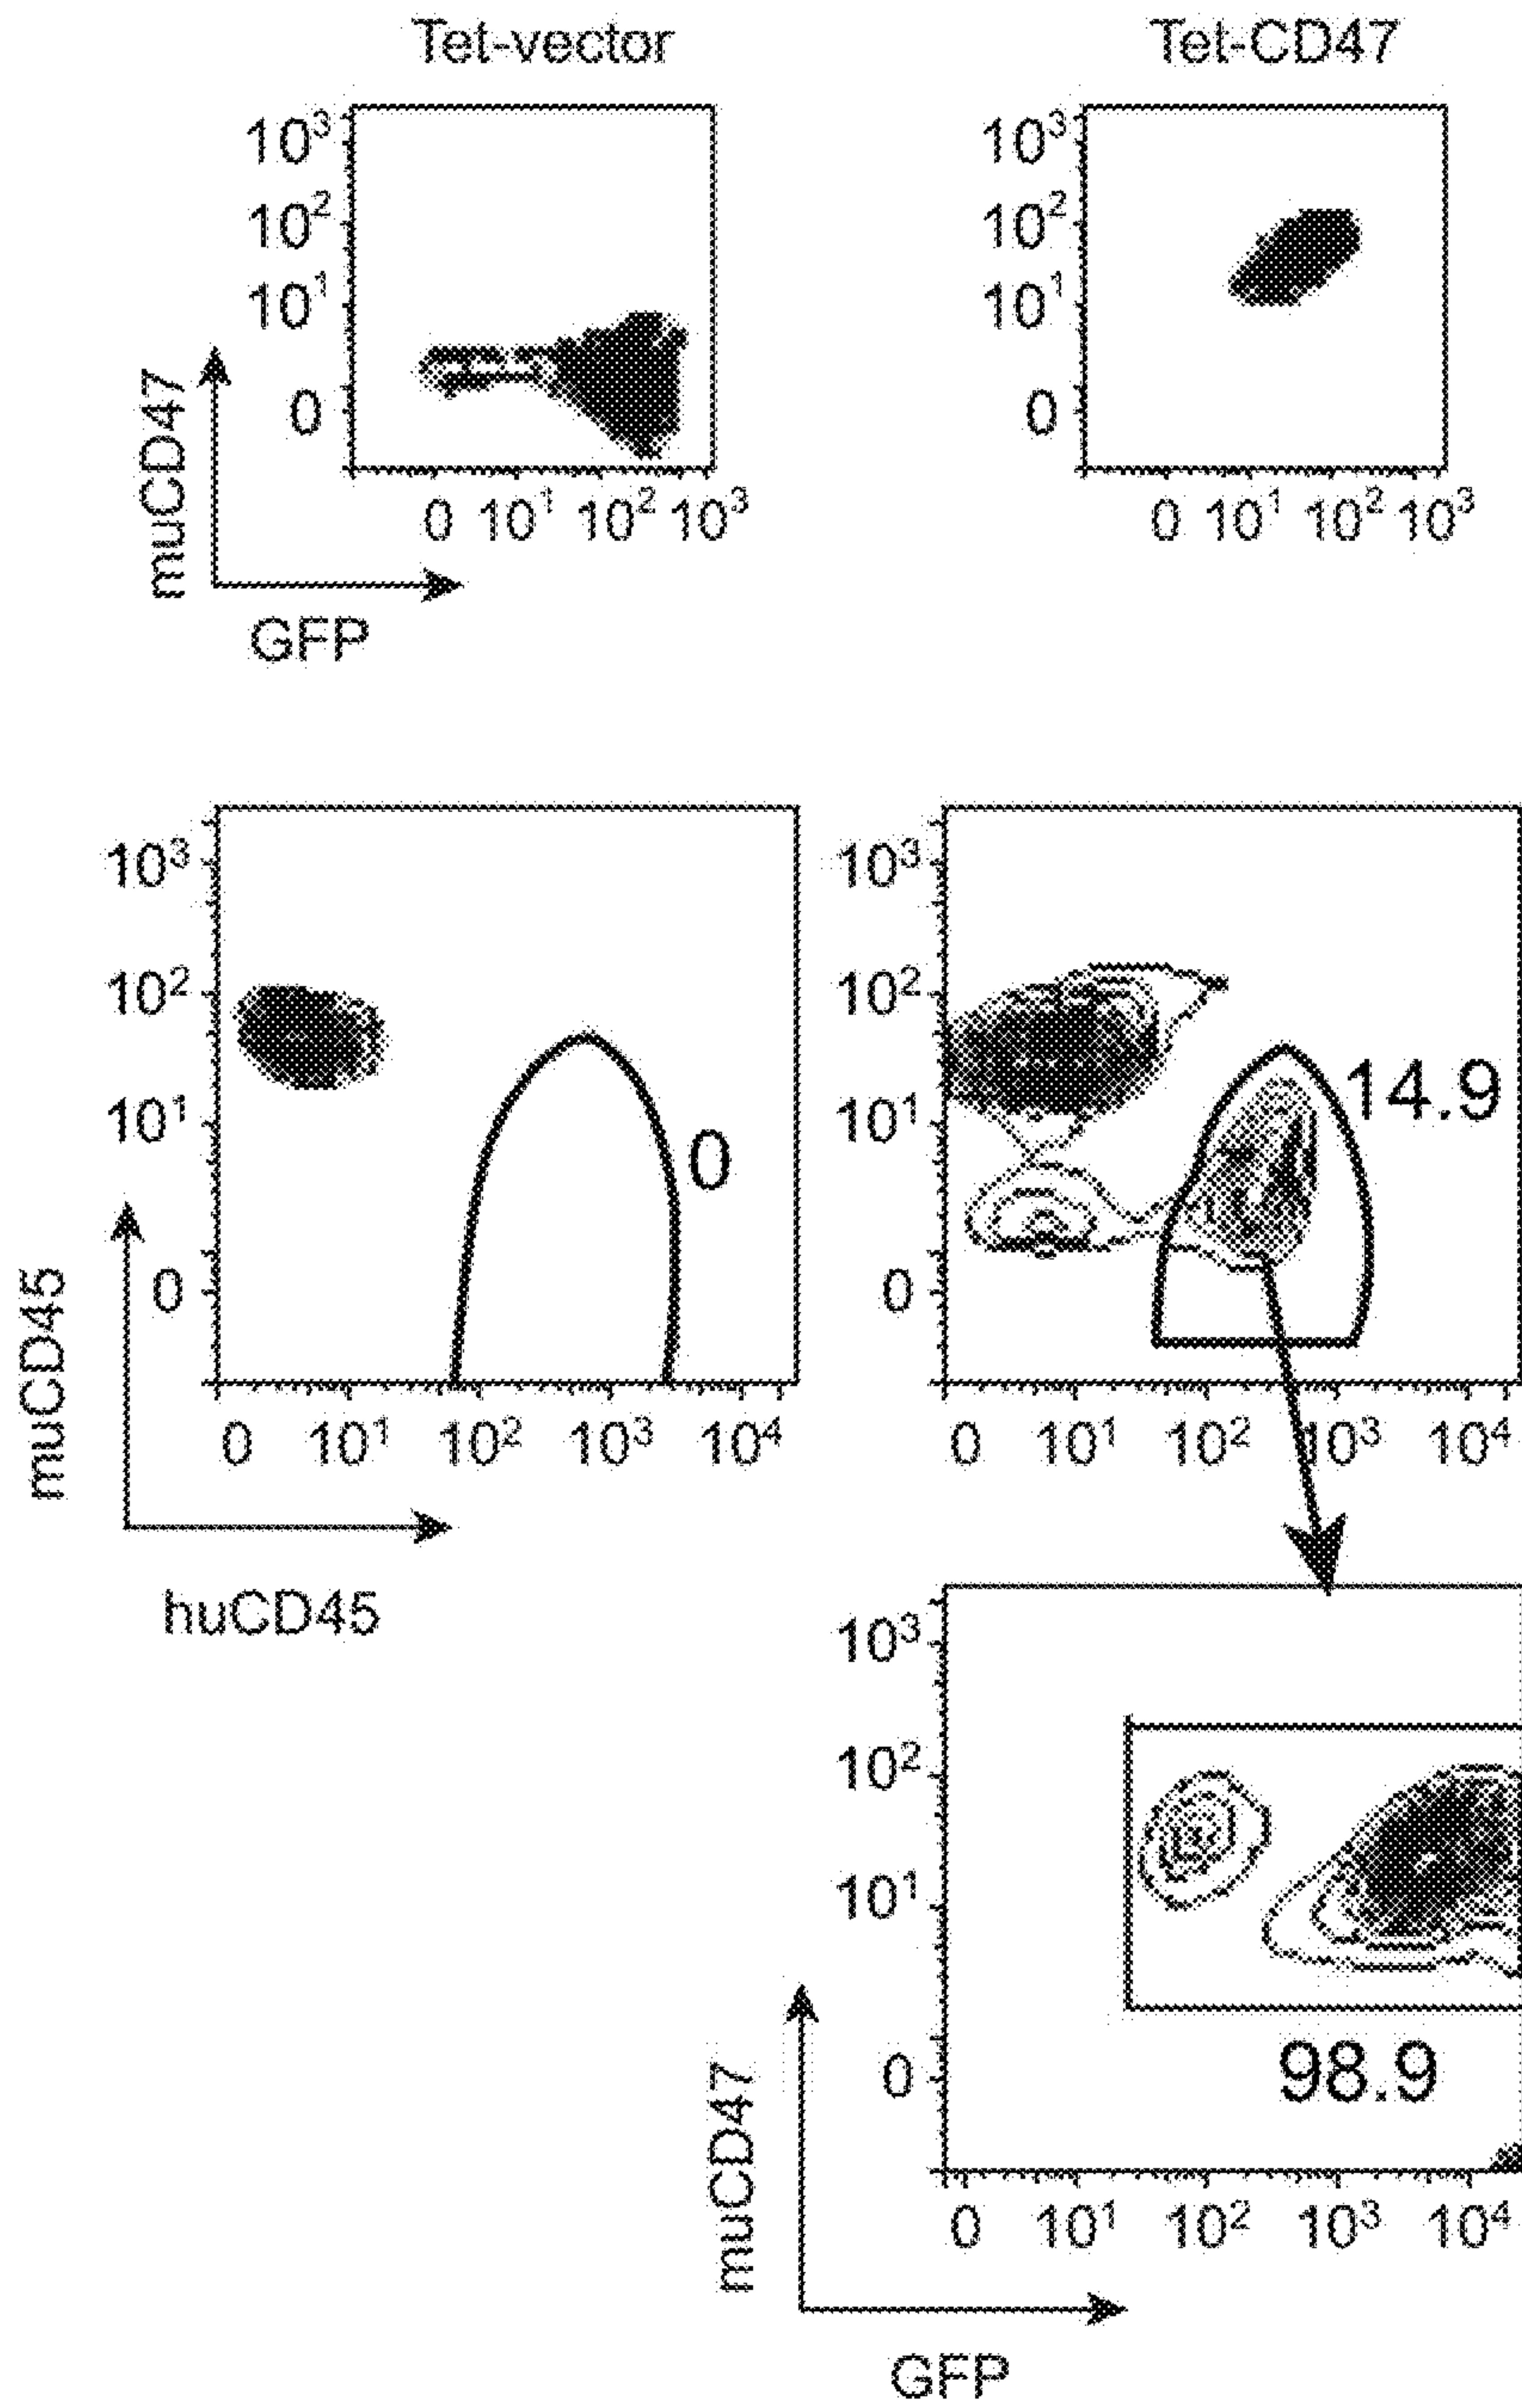 Tet-vector
Tet-CD47
10³ 10³
10² 10²
10¹ 10¹
0 0
muCD47
0 10¹ 10² 10³ 0 10¹ 10² 10³
GFP
10³ 10³
10² 10²
14.9
10¹ 10¹
0
0 0
muCD45
0 10¹ 10² 10³ 10⁴ 0 10¹ 10² 10³ 10⁴
huCD45
10³
10²
10¹
0
98.9
muCD47
0 10¹ 10² 10³ 10⁴
GFP